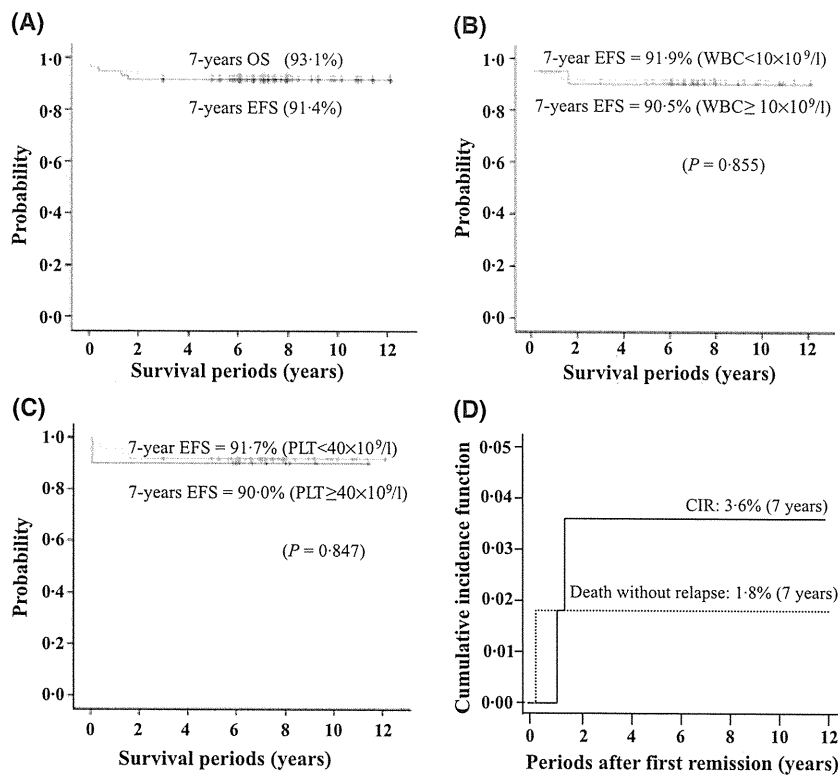 (A)
1·0
0·8
0·6
0·4
0·2
0·0
Probability
7-years OS (93·1%)
7-years EFS (91·4%)
0 2 4 6 8 10 12
Survival periods (years)
(B)
1·0
0·8
0·6
0·4
0·2
0·0
Probability
7-year EFS = 91·9% (WBC<10×10⁹/l)
7-years EFS = 90·5% (WBC≥ 10×10⁹/l)
(P = 0·855)
0 2 4 6 8 10 12
Survival periods (years)
(C)
1·0
0·8
0·6
0·4
0·2
0·0
Probability
7-year EFS = 91·7% (PLT<40×10⁹/l)
7-years EFS = 90·0% (PLT≥40×10⁹/l)
(P = 0·847)
0 2 4 6 8 10 12
Survival periods (years)
(D)
0·05
0·04
0·03
0·02
0·01
0·00
Cumulative incidence function
CIR: 3·6% (7 years)
Death without relapse: 1·8% (7 years)
0 2 4 6 8 10 12
Periods after first remission (years)